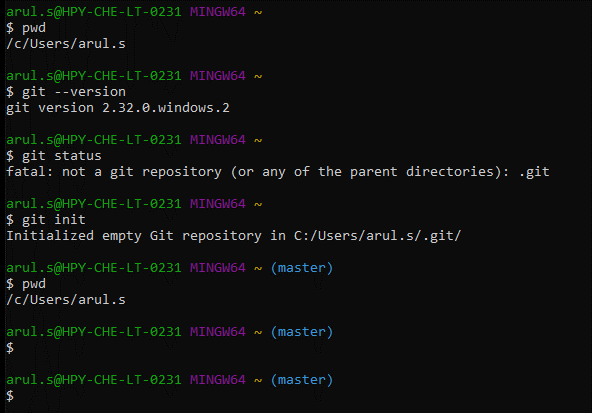 arul.s@HPY-CHE-LT-0231 MINGW64 ~
$ pwd
/c/Users/arul.s
arul.s@HPY-CHE-LT-0231 MINGW64 ~
$ git --version
git version 2.32.0.windows.2
arul.s@HPY-CHE-LT-0231 MINGW64 ~
$ git status
fatal: not a git repository (or any of the parent directories): .git
arul.s@HPY-CHE-LT-0231 MINGW64 ~
$ git init
Initialized empty Git repository in C:/Users/arul.s/.git/
arul.s@HPY-CHE-LT-0231 MINGW64 ~ (master)
$ pwd
/c/Users/arul.s
arul.s@HPY-CHE-LT-0231 MINGW64 ~ (master)
$
arul.s@HPY-CHE-LT-0231 MINGW64 ~ (master)
$